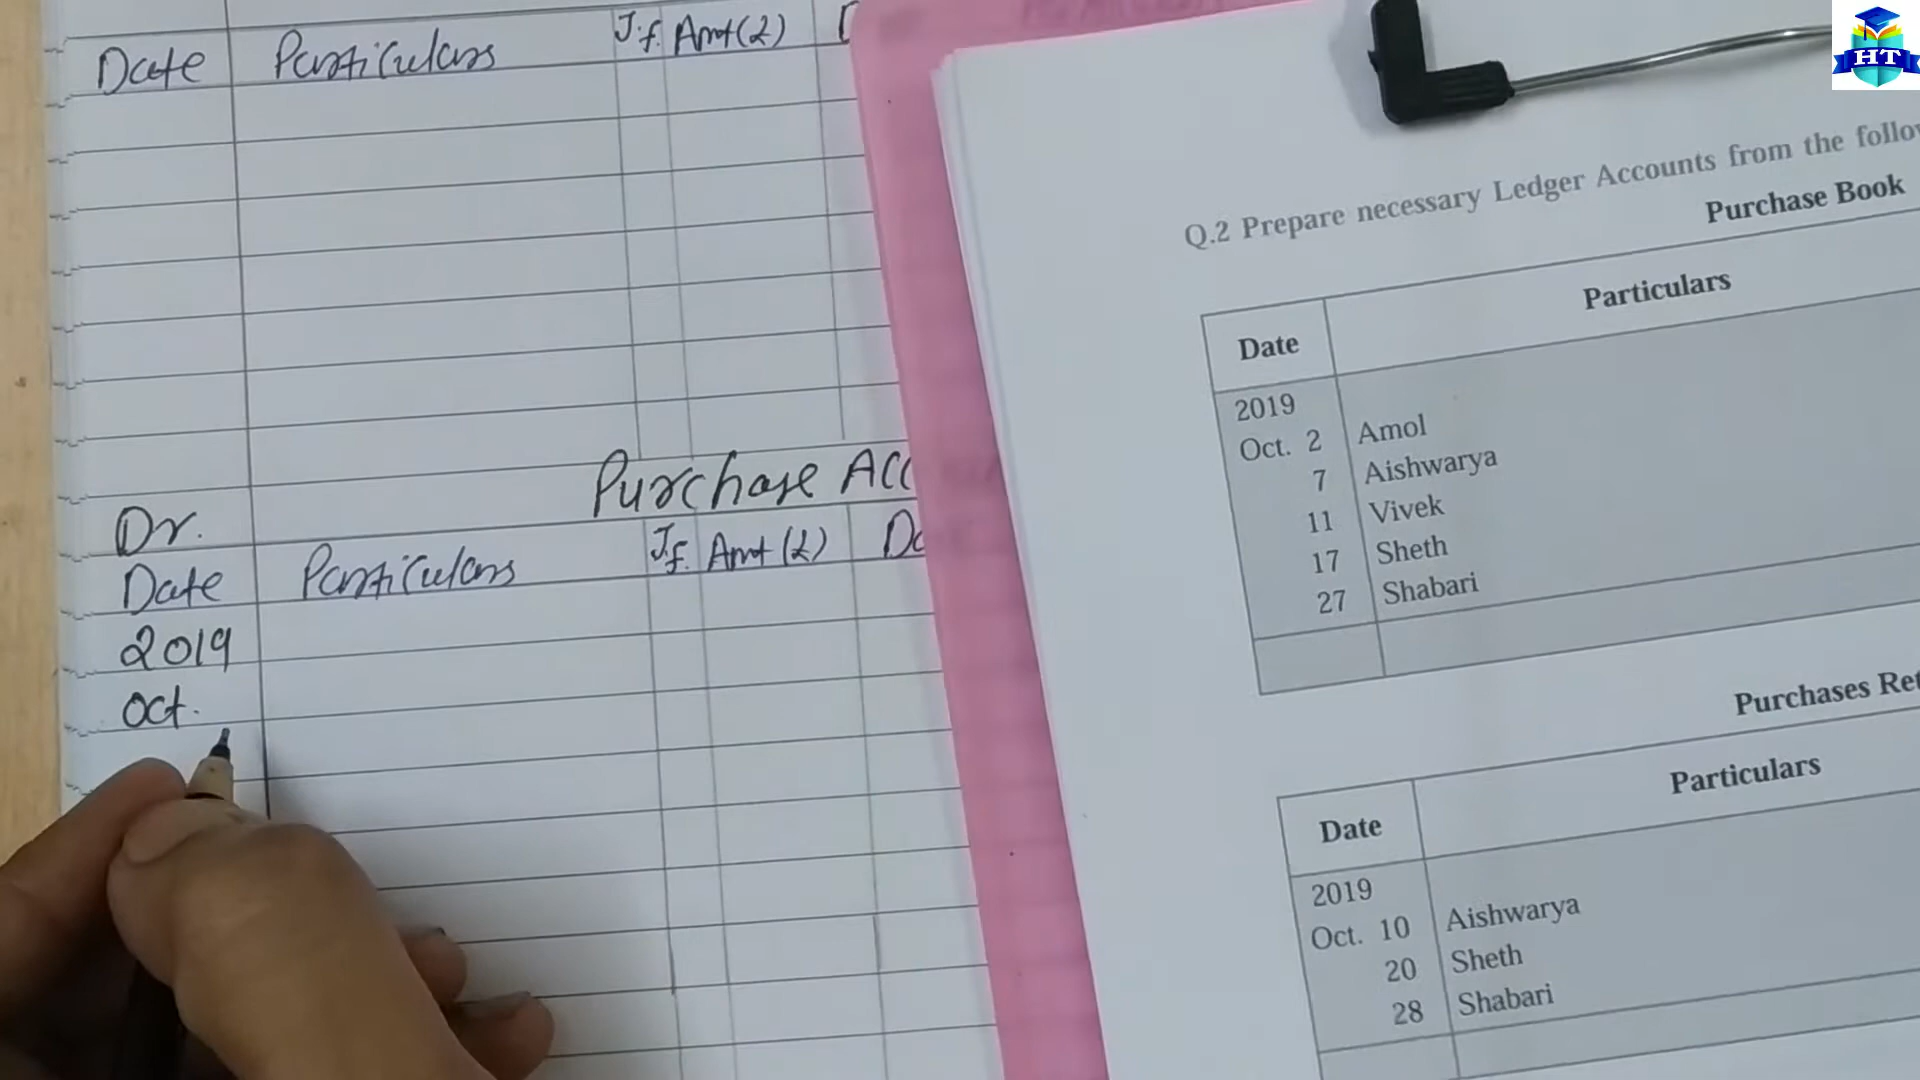 HT
Date Particulars J.f. Amt(₹)
Purchase Acc
Dr.
Date Particulars J.f. Amt (₹) Da
2019
Oct.
Q.2 Prepare necessary Ledger Accounts from the follow
Purchase Book
Date Particulars
2019
Oct. 2 Amol
7 Aishwarya
11 Vivek
17 Sheth
27 Shabari
Purchases Ret
Date Particulars
2019
Oct. 10 Aishwarya
20 Sheth
28 Shabari